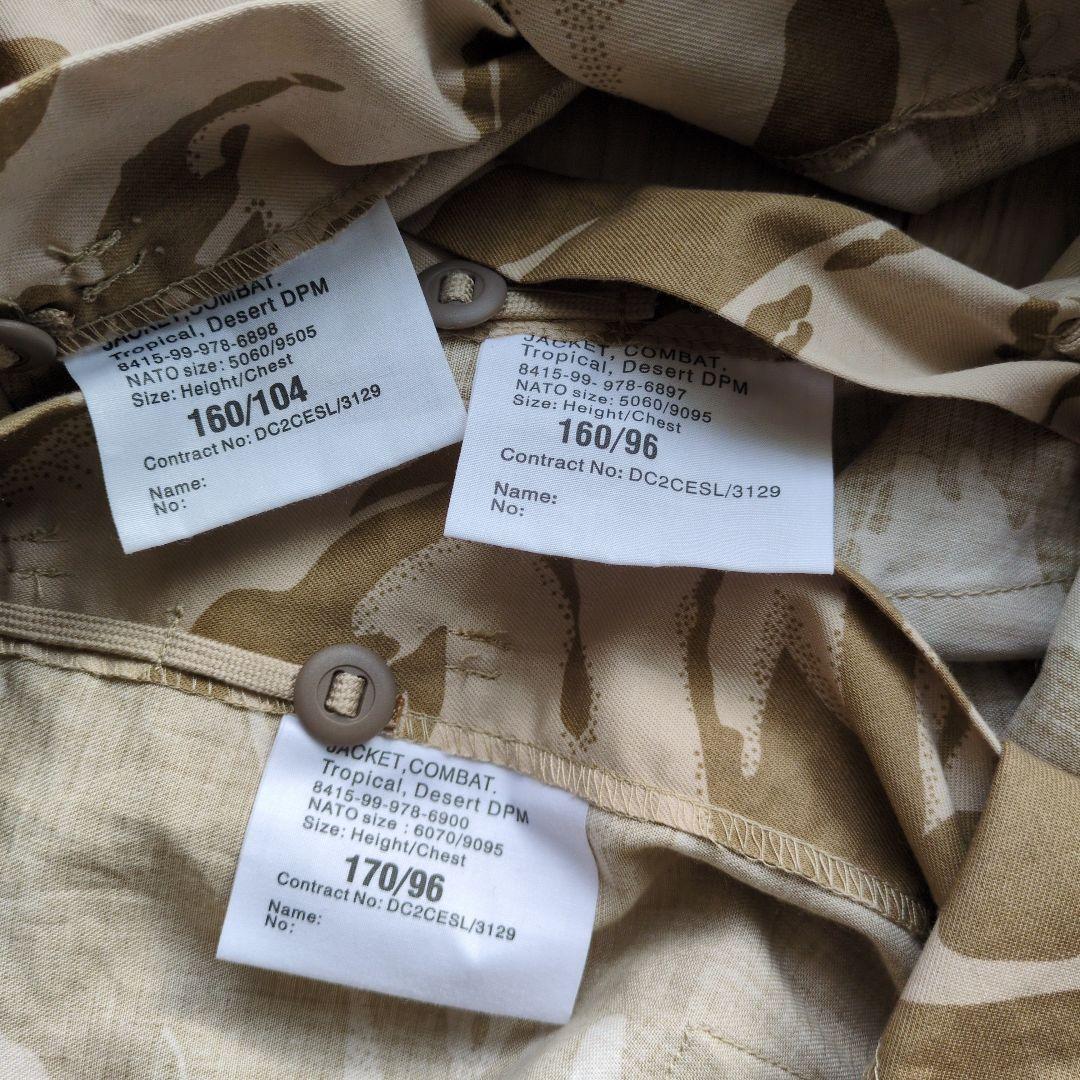 JACKET,COMBAT.
Tropical, Desert DPM
8415-99-978-6898
NATO size: 5060/9505
Size: Height/Chest
160/104
Contract No: DC2CESL/3129
Name:
No:
JACKET, COMBAT.
Tropical, Desert DPM
8415-99- 978-6897
NATO size: 5060/9095
Size: Height/Chest
160/96
Contract No: DC2CESL/3129
Name:
No:
JACKET,COMBAT.
Tropical, Desert DPM
8415-99-978-6900
NATO size : 6070/9095
Size: Height/Chest
170/96
Contract No: DC2CESL/3129
Name:
No: